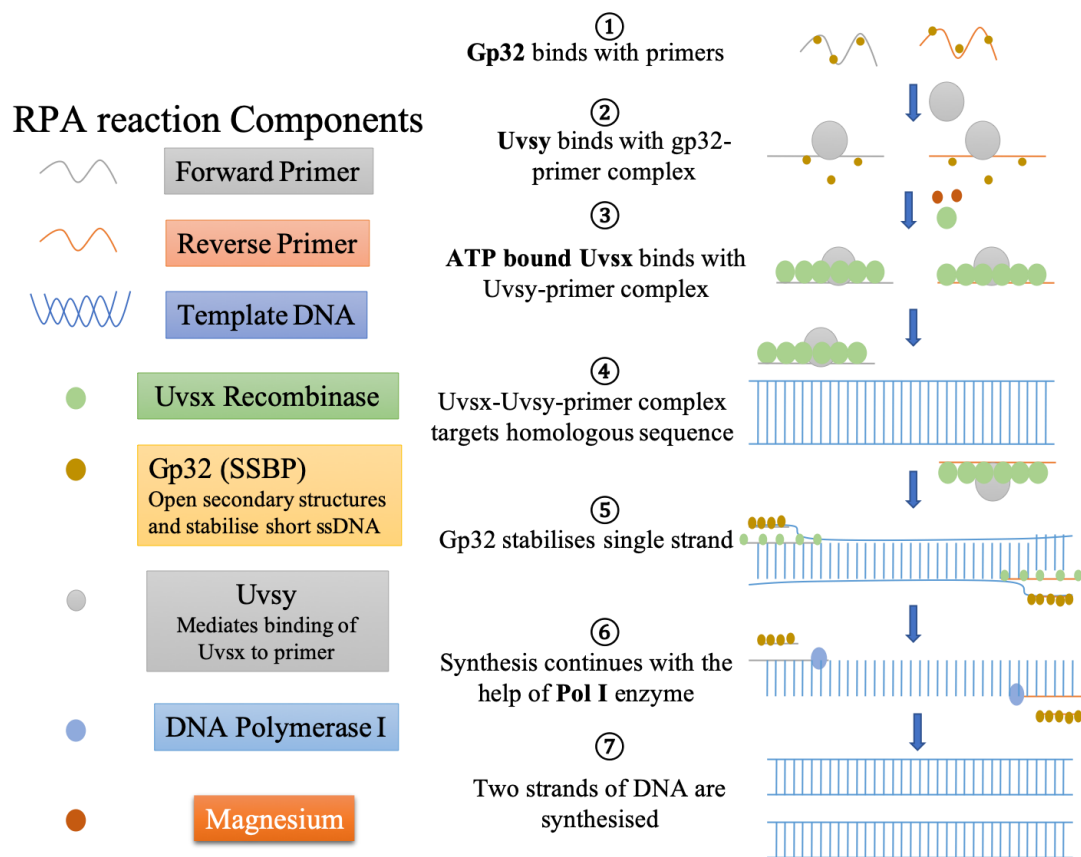 RPA reaction Components
Forward Primer
Reverse Primer
Template DNA
Uvsx Recombinase
Gp32 (SSBP)
Open secondary structures
and stabilise short ssDNA
Uvsy
Mediates binding of
Uvsx to primer
DNA Polymerase I
Magnesium
①
Gp32 binds with primers
②
Uvsy binds with gp32-
primer complex
③
ATP bound Uvsx binds with
Uvsy-primer complex
④
Uvsx-Uvsy-primer complex
targets homologous sequence
⑤
Gp32 stabilises single strand
⑥
Synthesis continues with the
help of Pol I enzyme
⑦
Two strands of DNA are
synthesised